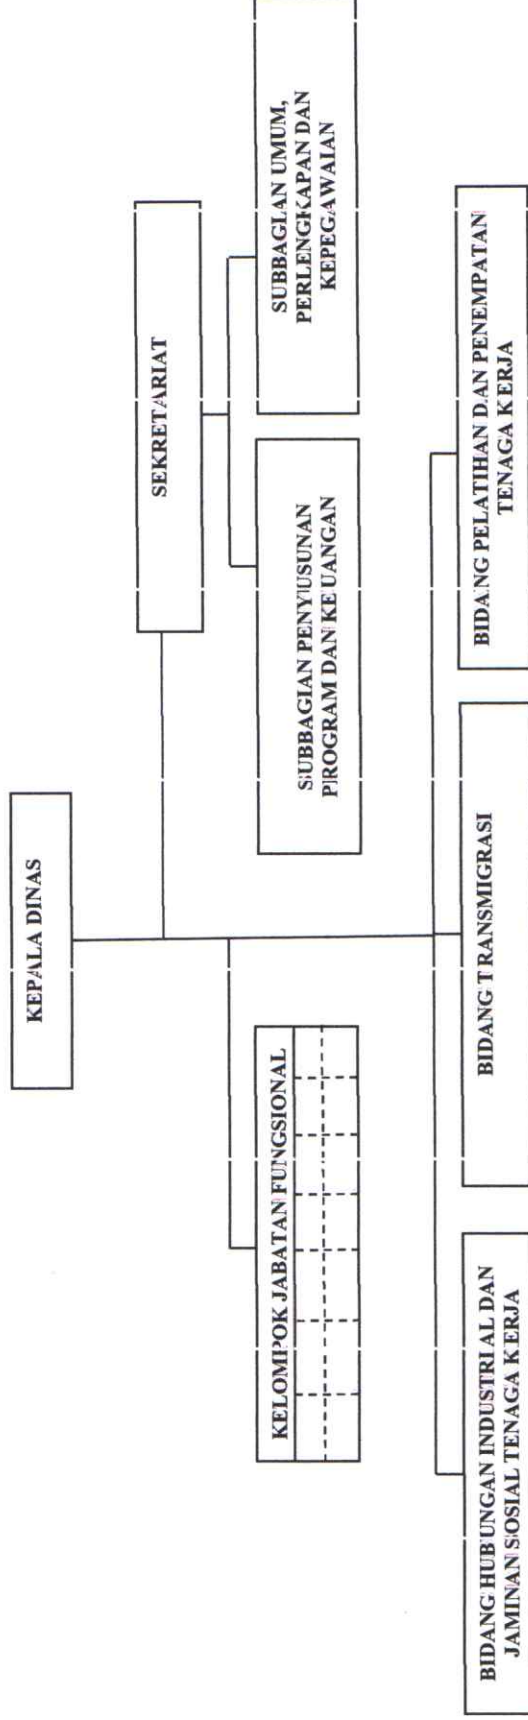 KEPALA DINAS
SEKRETARIAT
KELOMPOK JABATAN FUNGSIONAL
SUBBAGIAN PENYUSUNAN
PROGRAM DAN KEUANGAN
SUBBAGIAN UMUM,
PERLENGKAPAN DAN
KEPEGAWAIAN
BIDANG HUBUNGAN INDUSTRIAL DAN
JAMINAN SOSIAL TENAGA KERJA
BIDANG TRANSMIGRASI
BIDANG PELATIHAN DAN PENEMPATAN
TENAGA KERJA